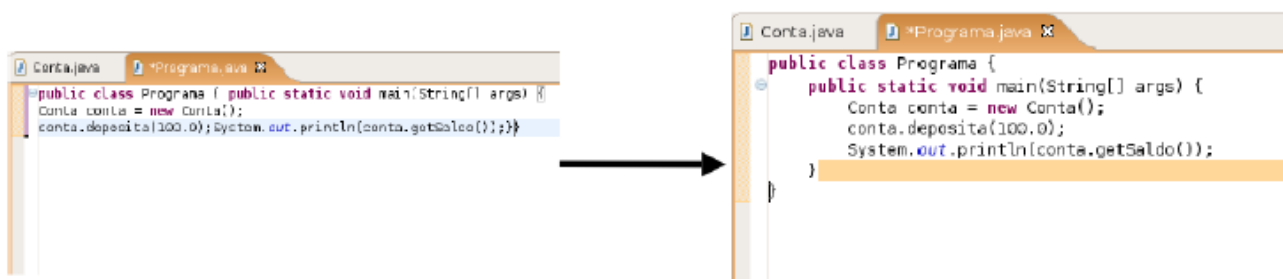 Conta.java *Programa.java
public class Programa { public static void main(String[] args) {
Conta conta = new Conta();
conta.deposita(100.0);System.out.println(conta.getSaldo());}}
Conta.java *Programa.java
public class Programa {
public static void main(String[] args) {
Conta conta = new Conta();
conta.deposita(100.0);
System.out.println(conta.getSaldo());
}
}